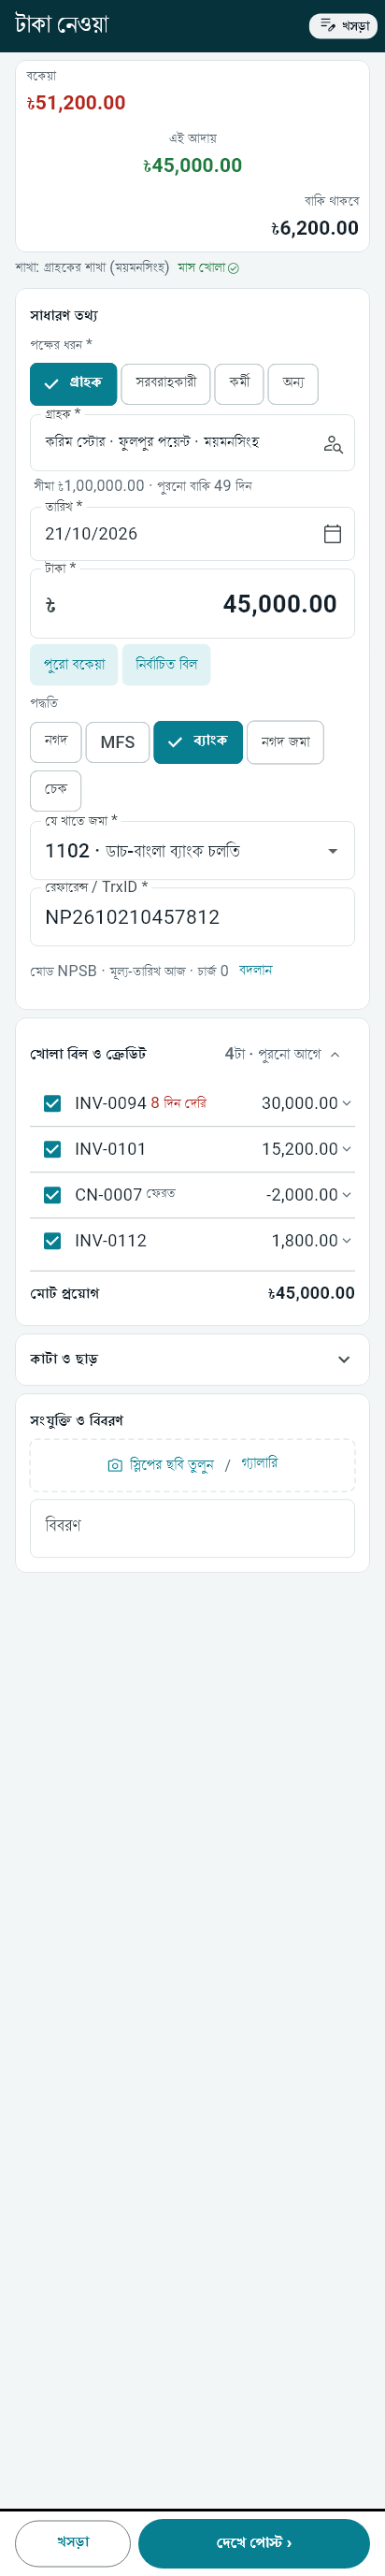 টাকা নেওয়া
খসড়া
বকেয়া
৳51,200.00
এই আদায়
৳45,000.00
বাকি থাকবে
৳6,200.00
শাখা: গ্রাহকের শাখা (ময়মনসিংহ) মাস খোলা
সাধারণ তথ্য
পক্ষের ধরন *
গ্রাহক সরবরাহকারী কর্মী অন্য
গ্রাহক *
করিম স্টোর · ফুলপুর পয়েন্ট · ময়মনসিংহ
সীমা ৳1,00,000.00 · পুরনো বাকি 49 দিন
তারিখ *
21/10/2026
টাকা *
৳ 45,000.00
পুরো বকেয়া নির্বাচিত বিল
পদ্ধতি
নগদ MFS ব্যাংক নগদ জমা
চেক
যে খাতে জমা *
1102 · ডাচ-বাংলা ব্যাংক চলতি
রেফারেন্স / TrxID *
NP2610210457812
মোড NPSB · মূল্য-তারিখ আজ · চার্জ 0 বদলান
খোলা বিল ও ক্রেডিট 4টা · পুরনো আগে
INV-0094 8 দিন দেরি 30,000.00
INV-0101 15,200.00
CN-0007 ফেরত -2,000.00
INV-0112 1,800.00
মোট প্রয়োগ ৳45,000.00
কাটা ও ছাড়
সংযুক্তি ও বিবরণ
স্লিপের ছবি তুলুন / গ্যালারি
বিবরণ
খসড়া দেখে পোস্ট ›